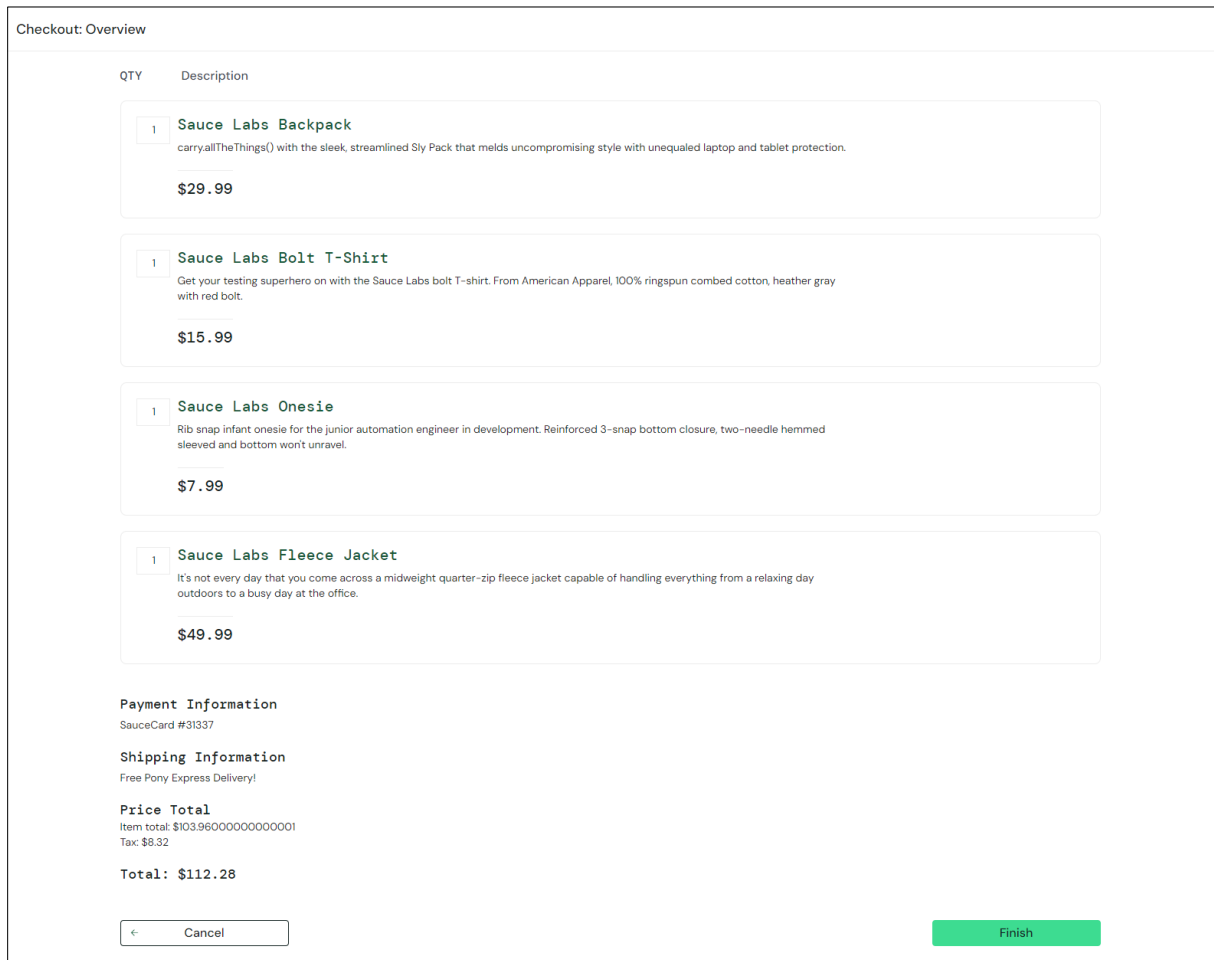 Checkout: Overview
QTY Description
1 Sauce Labs Backpack
carry.allTheThings() with the sleek, streamlined Sly Pack that melds uncompromising style with unequaled laptop and tablet protection.
$29.99
1 Sauce Labs Bolt T-Shirt
Get your testing superhero on with the Sauce Labs bolt T-shirt. From American Apparel, 100% ringspun combed cotton, heather gray
with red bolt.
$15.99
1 Sauce Labs Onesie
Rib snap infant onesie for the junior automation engineer in development. Reinforced 3-snap bottom closure, two-needle hemmed
sleeved and bottom won't unravel.
$7.99
1 Sauce Labs Fleece Jacket
It's not every day that you come across a midweight quarter-zip fleece jacket capable of handling everything from a relaxing day
outdoors to a busy day at the office.
$49.99
Payment Information
SauceCard #31337
Shipping Information
Free Pony Express Delivery!
Price Total
Item total: $103.96000000000001
Tax: $8.32
Total: $112.28
← Cancel Finish